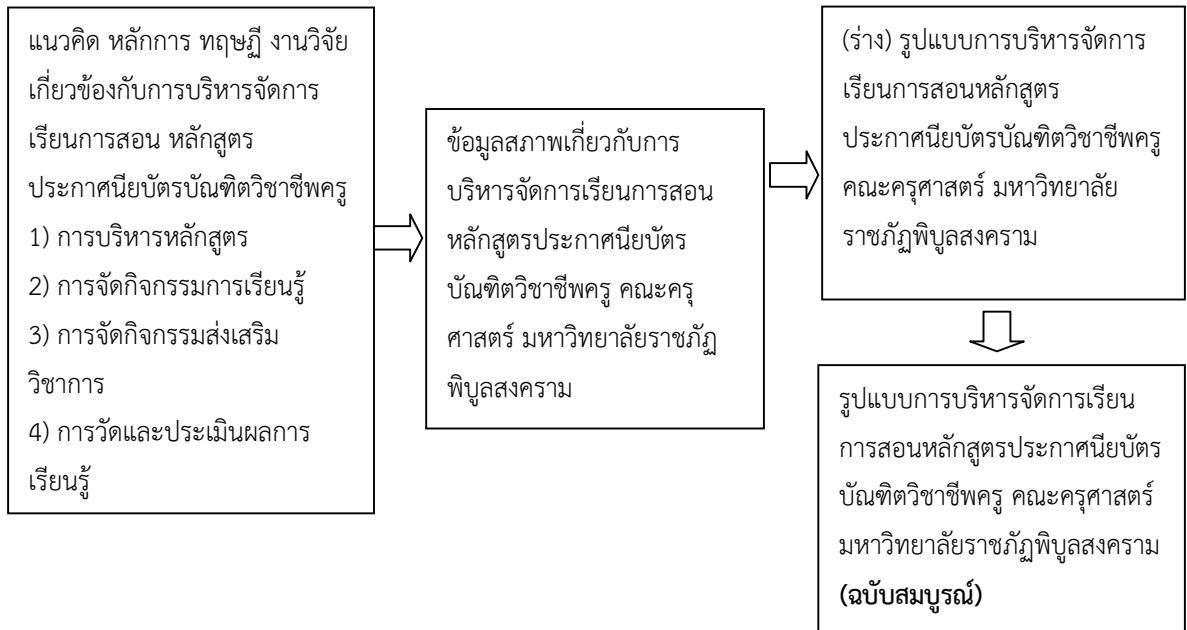 แนวคิด หลักการ ทฤษฏี งานวิจัย
เกี่ยวข้องกับการบริหารจัดการ
เรียนการสอน หลักสูตร
ประกาศนียบัตรบัณฑิตวิชาชีพครู
1) การบริหารหลักสูตร
2) การจัดกิจกรรมการเรียนรู้
3) การจัดกิจกรรมส่งเสริม
วิชาการ
4) การวัดและประเมินผลการ
เรียนรู้
ข้อมูลสภาพเกี่ยวกับการ
บริหารจัดการเรียนการสอน
หลักสูตรประกาศนียบัตร
บัณฑิตวิชาชีพครู คณะครุ
ศาสตร์ มหาวิทยาลัยราชภัฏ
พิบูลสงคราม
(ร่าง) รูปแบบการบริหารจัดการ
เรียนการสอนหลักสูตร
ประกาศนียบัตรบัณฑิตวิชาชีพครู
คณะครุศาสตร์ มหาวิทยาลัย
ราชภัฏพิบูลสงคราม
รูปแบบการบริหารจัดการเรียน
การสอนหลักสูตรประกาศนียบัตร
บัณฑิตวิชาชีพครู คณะครุศาสตร์
มหาวิทยาลัยราชภัฏพิบูลสงคราม
(ฉบับสมบูรณ์)